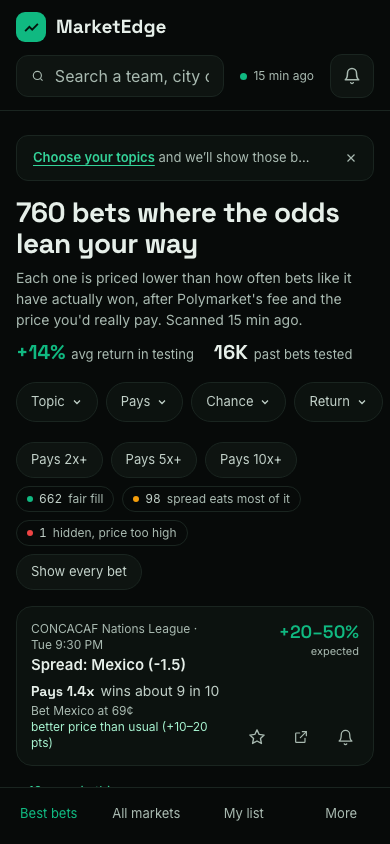 MarketEdge
Search a team, city
15 min ago
Choose your topics and we'll show those b...
760 bets where the odds
lean your way
Each one is priced lower than how often bets like it
have actually won, after Polymarket's fee and the
price you'd really pay. Scanned 15 min ago.
+14% avg return in testing 16K past bets tested
Topic Pays Chance Return
Pays 2x+ Pays 5x+ Pays 10x+
662 fair fill 98 spread eats most of it
1 hidden, price too high
Show every bet
CONCACAF Nations League ·
Tue 9:30 PM
+20–50%
expected
Spread: Mexico (-1.5)
Pays 1.4x wins about 9 in 10
Bet Mexico at 69¢
better price than usual (+10–20
pts)
Best bets All markets My list More